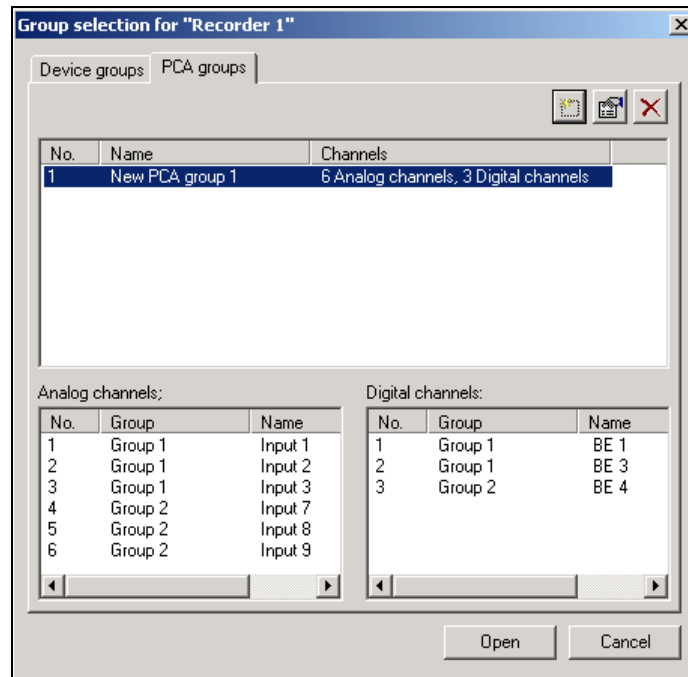 Group selection for "Recorder 1"
Device groups PCA groups
No. Name Channels
1 New PCA group 1 6 Analog channels, 3 Digital channels
Analog channels; Digital channels:
No. Group Name No. Group Name
1 Group 1 Input 1 1 Group 1 BE 1
2 Group 1 Input 2 2 Group 1 BE 3
3 Group 1 Input 3 3 Group 2 BE 4
4 Group 2 Input 7
5 Group 2 Input 8
6 Group 2 Input 9
Open Cancel